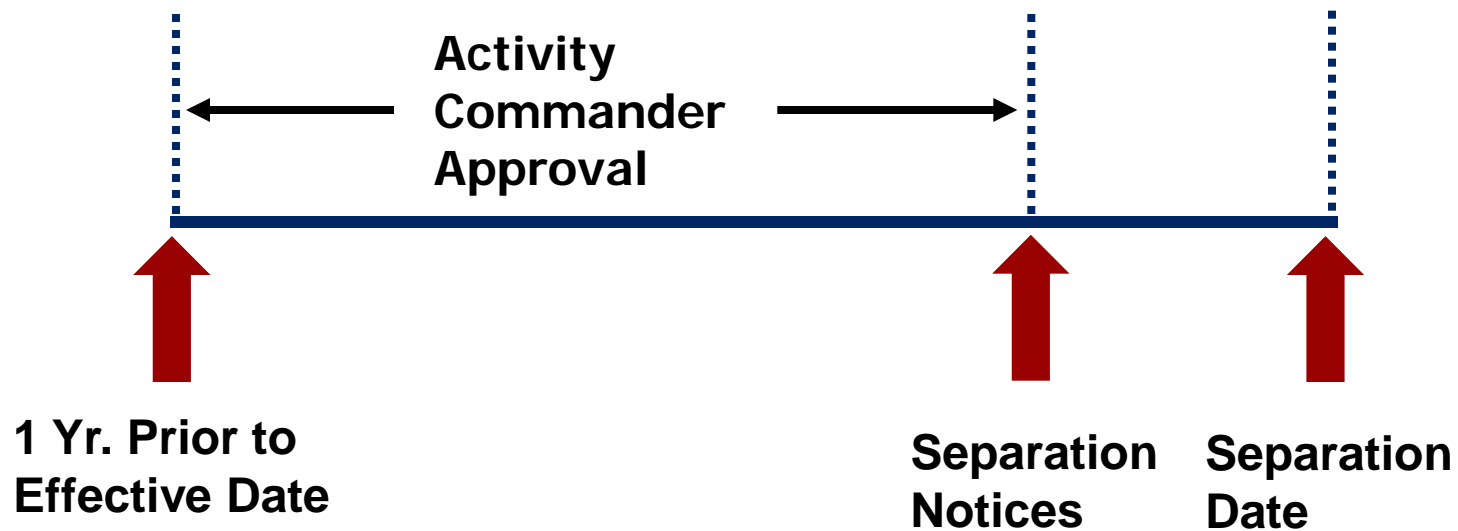 Activity
Commander
Approval
1 Yr. Prior to
Effective Date
Separation
Notices
Separation
Date